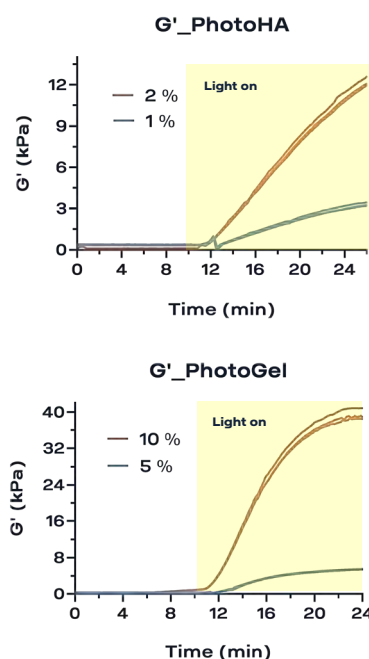 G'_PhotoHA
G' (kPa)
12
9
6
3
0
2 %
1 %
Light on
0 4 8 12 16 20 24
Time (min)
G'_PhotoGel
G' (kPa)
40
32
24
16
8
0
10 %
5 %
Light on
0 4 8 12 16 20 24
Time (min)